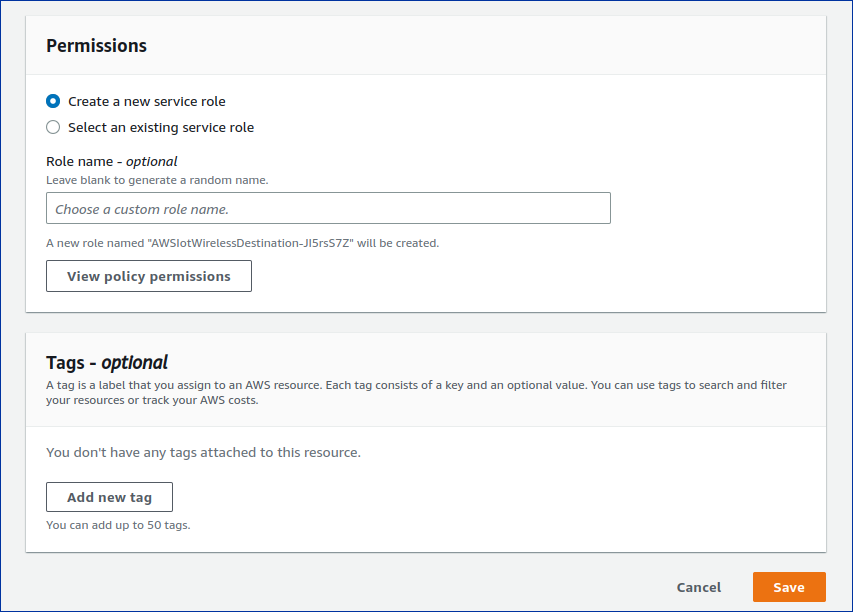 Permissions
Create a new service role
Select an existing service role
Role name - optional
Leave blank to generate a random name.
Choose a custom role name.
A new role named "AWSIotWirelessDestination-JI5rsS7Z" will be created.
View policy permissions
Tags - optional
A tag is a label that you assign to an AWS resource. Each tag consists of a key and an optional value. You can use tags to search and filter
your resources or track your AWS costs.
You don't have any tags attached to this resource.
Add new tag
You can add up to 50 tags.
Cancel
Save